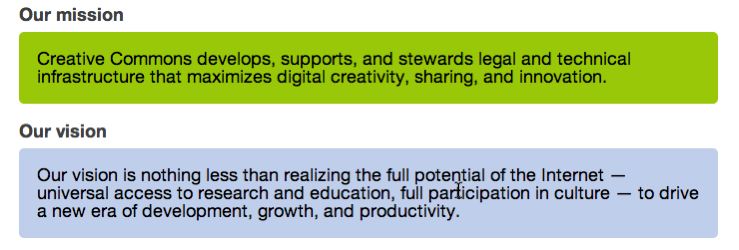 Our mission
Creative Commons develops, supports, and stewards legal and technical
infrastructure that maximizes digital creativity, sharing, and innovation.
Our vision
Our vision is nothing less than realizing the full potential of the Internet —
universal access to research and education, full participation in culture — to drive
a new era of development, growth, and productivity.